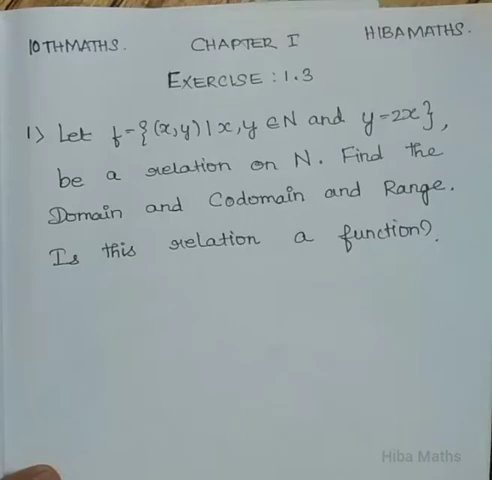 10THMATHS. CHAPTER I HIBAMATHS.
EXERCISE : 1.3
1) Let f = {(x,y) | x,y ∈ N and y = 2x},
be a relation on N. Find the
Domain and Codomain and Range.
Is this relation a function?.
Hiba Maths